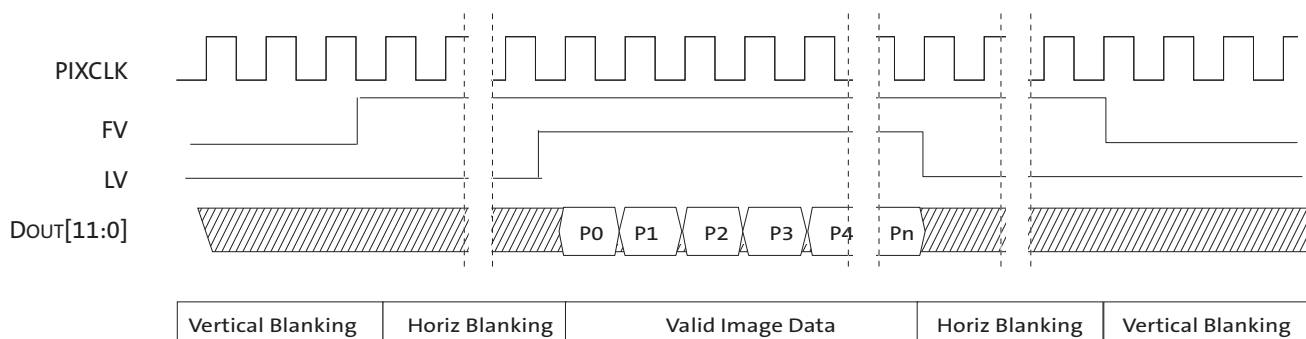 PIXCLK
FV
LV
DOUT[11:0]
P0 P1 P2 P3 P4 Pn
Vertical Blanking Horiz Blanking Valid Image Data Horiz Blanking Vertical Blanking